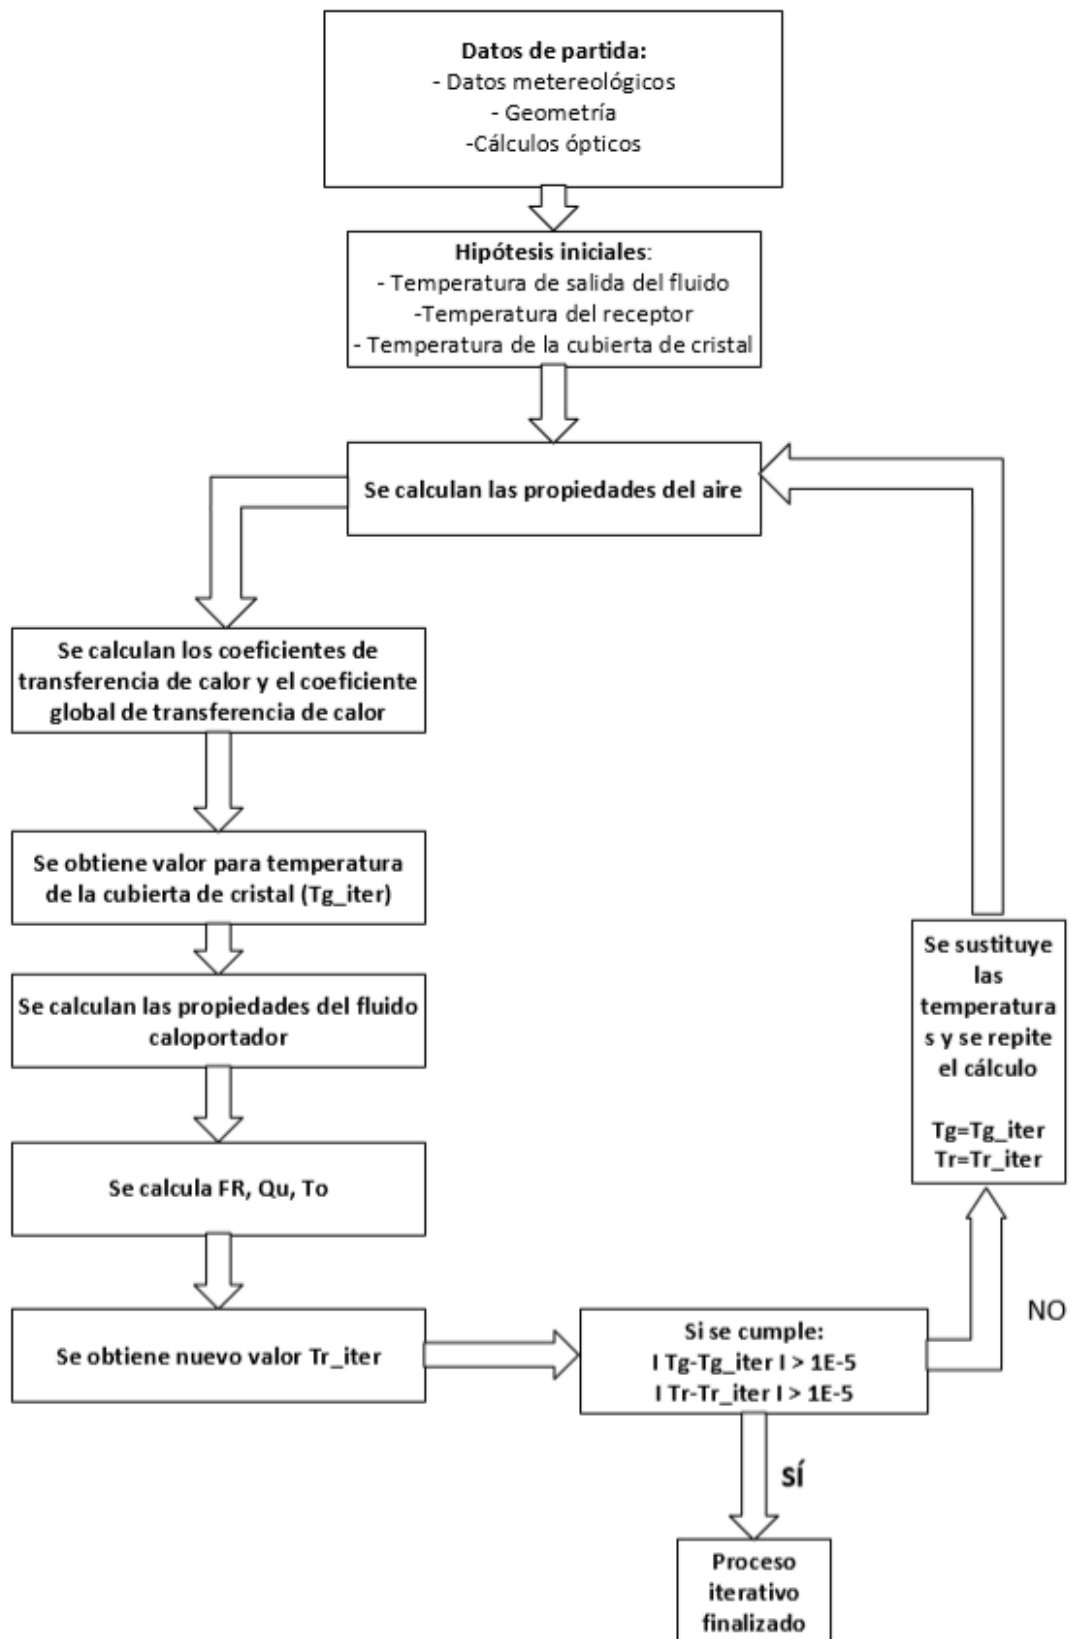 Datos de partida:
- Datos metereológicos
- Geometría
-Cálculos ópticos
Hipótesis iniciales:
- Temperatura de salida del fluido
-Temperatura del receptor
- Temperatura de la cubierta de cristal
Se calculan las propiedades del aire
Se calculan los coeficientes de
transferencia de calor y el coeficiente
global de transferencia de calor
Se obtiene valor para temperatura
de la cubierta de cristal (Tg_iter)
Se calculan las propiedades del fluido
caloportador
Se calcula FR, Qu, To
Se obtiene nuevo valor Tr_iter
Si se cumple:
I Tg-Tg_iter I > 1E-5
I Tr-Tr_iter I > 1E-5
NO
Se sustituye
las
temperatura
s y se repite
el cálculo
Tg=Tg_iter
Tr=Tr_iter
SÍ
Proceso
iterativo
finalizado